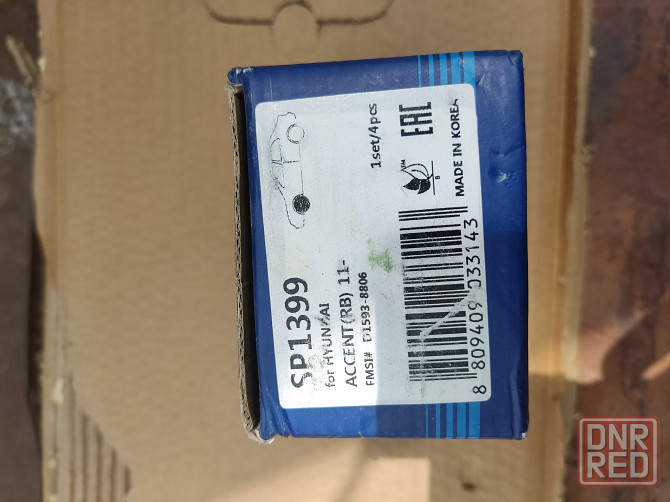 SP1399
for HYUNDAI
ACCENT(RB) 11-
FMSI# D1593-8806
1set/4pcs
EAC
MADE IN KOREA
8 809409 033143
DNR
RED